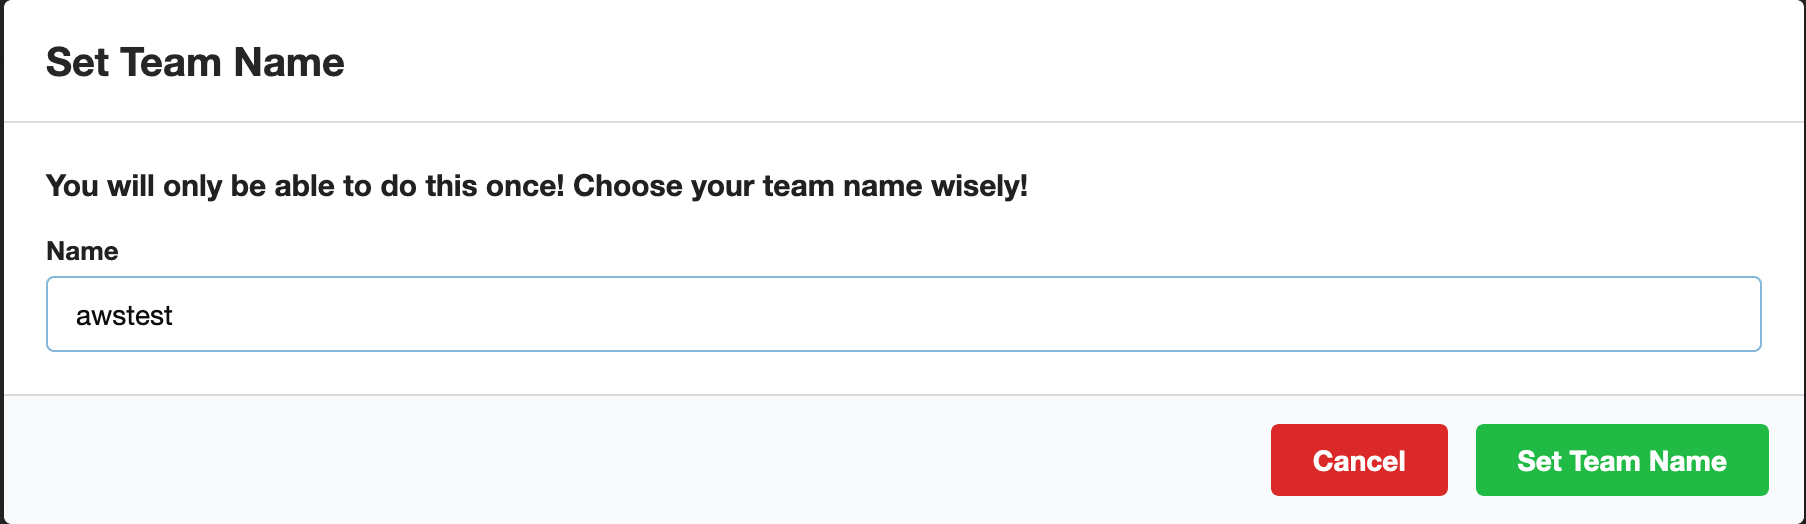 Set Team Name
You will only be able to do this once! Choose your team name wisely!
Name
awstest
Cancel Set Team Name